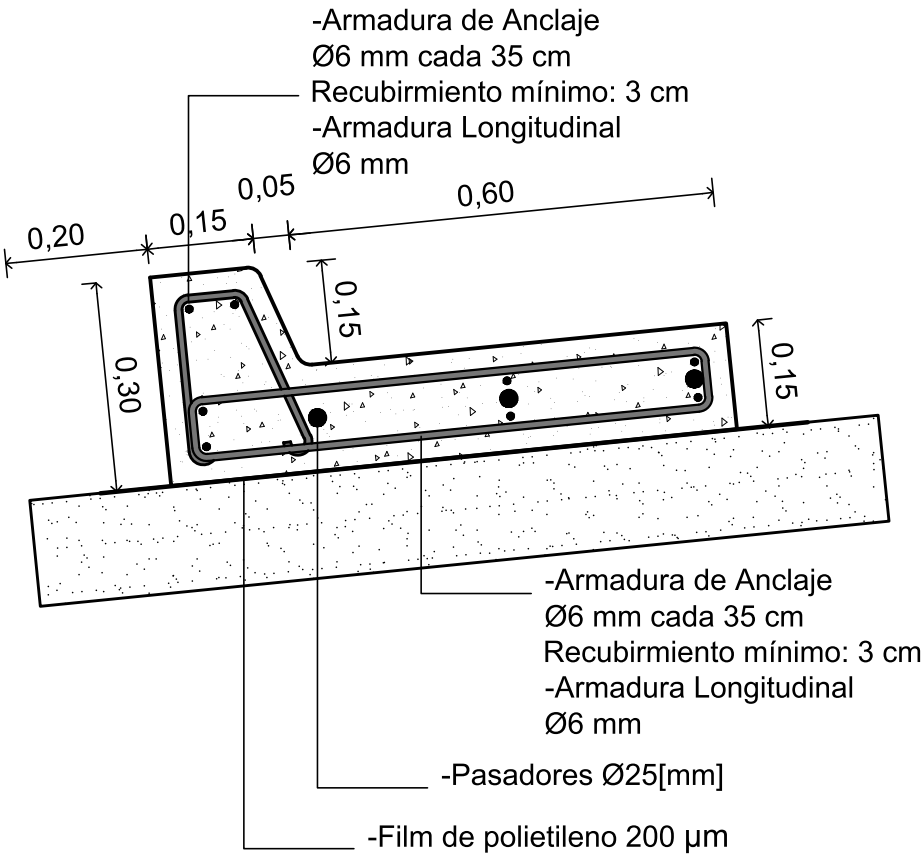 -Armadura de Anclaje
Ø6 mm cada 35 cm
Recubirmiento mínimo: 3 cm
-Armadura Longitudinal
Ø6 mm
0,05
0,60
0,15
0,20
0,15
0,30
0,15
-Armadura de Anclaje
Ø6 mm cada 35 cm
Recubirmiento mínimo: 3 cm
-Armadura Longitudinal
Ø6 mm
-Pasadores Ø25[mm]
-Film de polietileno 200 µm